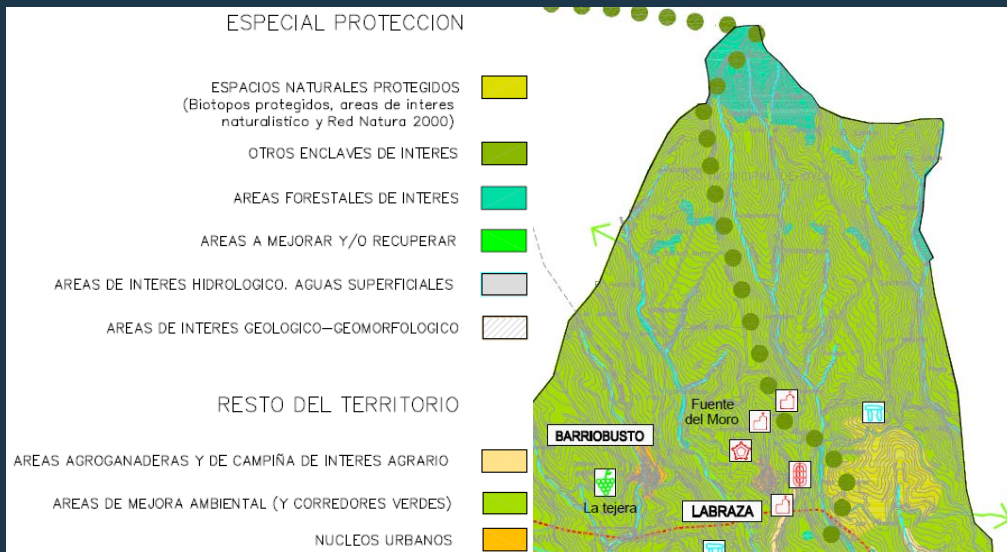 ESPECIAL PROTECCION
ESPACIOS NATURALES PROTEGIDOS
(Biotopos protegidos, areas de interes
naturalistico y Red Natura 2000)
OTROS ENCLAVES DE INTERES
AREAS FORESTALES DE INTERES
AREAS A MEJORAR Y/O RECUPERAR
AREAS DE INTERES HIDROLOGICO. AGUAS SUPERFICIALES
AREAS DE INTERES GEOLOGICO-GEOMORFOLOGICO
RESTO DEL TERRITORIO
AREAS AGROGANADERAS Y DE CAMPIÑA DE INTERES AGRARIO
AREAS DE MEJORA AMBIENTAL (Y CORREDORES VERDES)
NUCLEOS URBANOS
Fuente
del Moro
BARRIOBUSTO
La tejera
LABRAZA